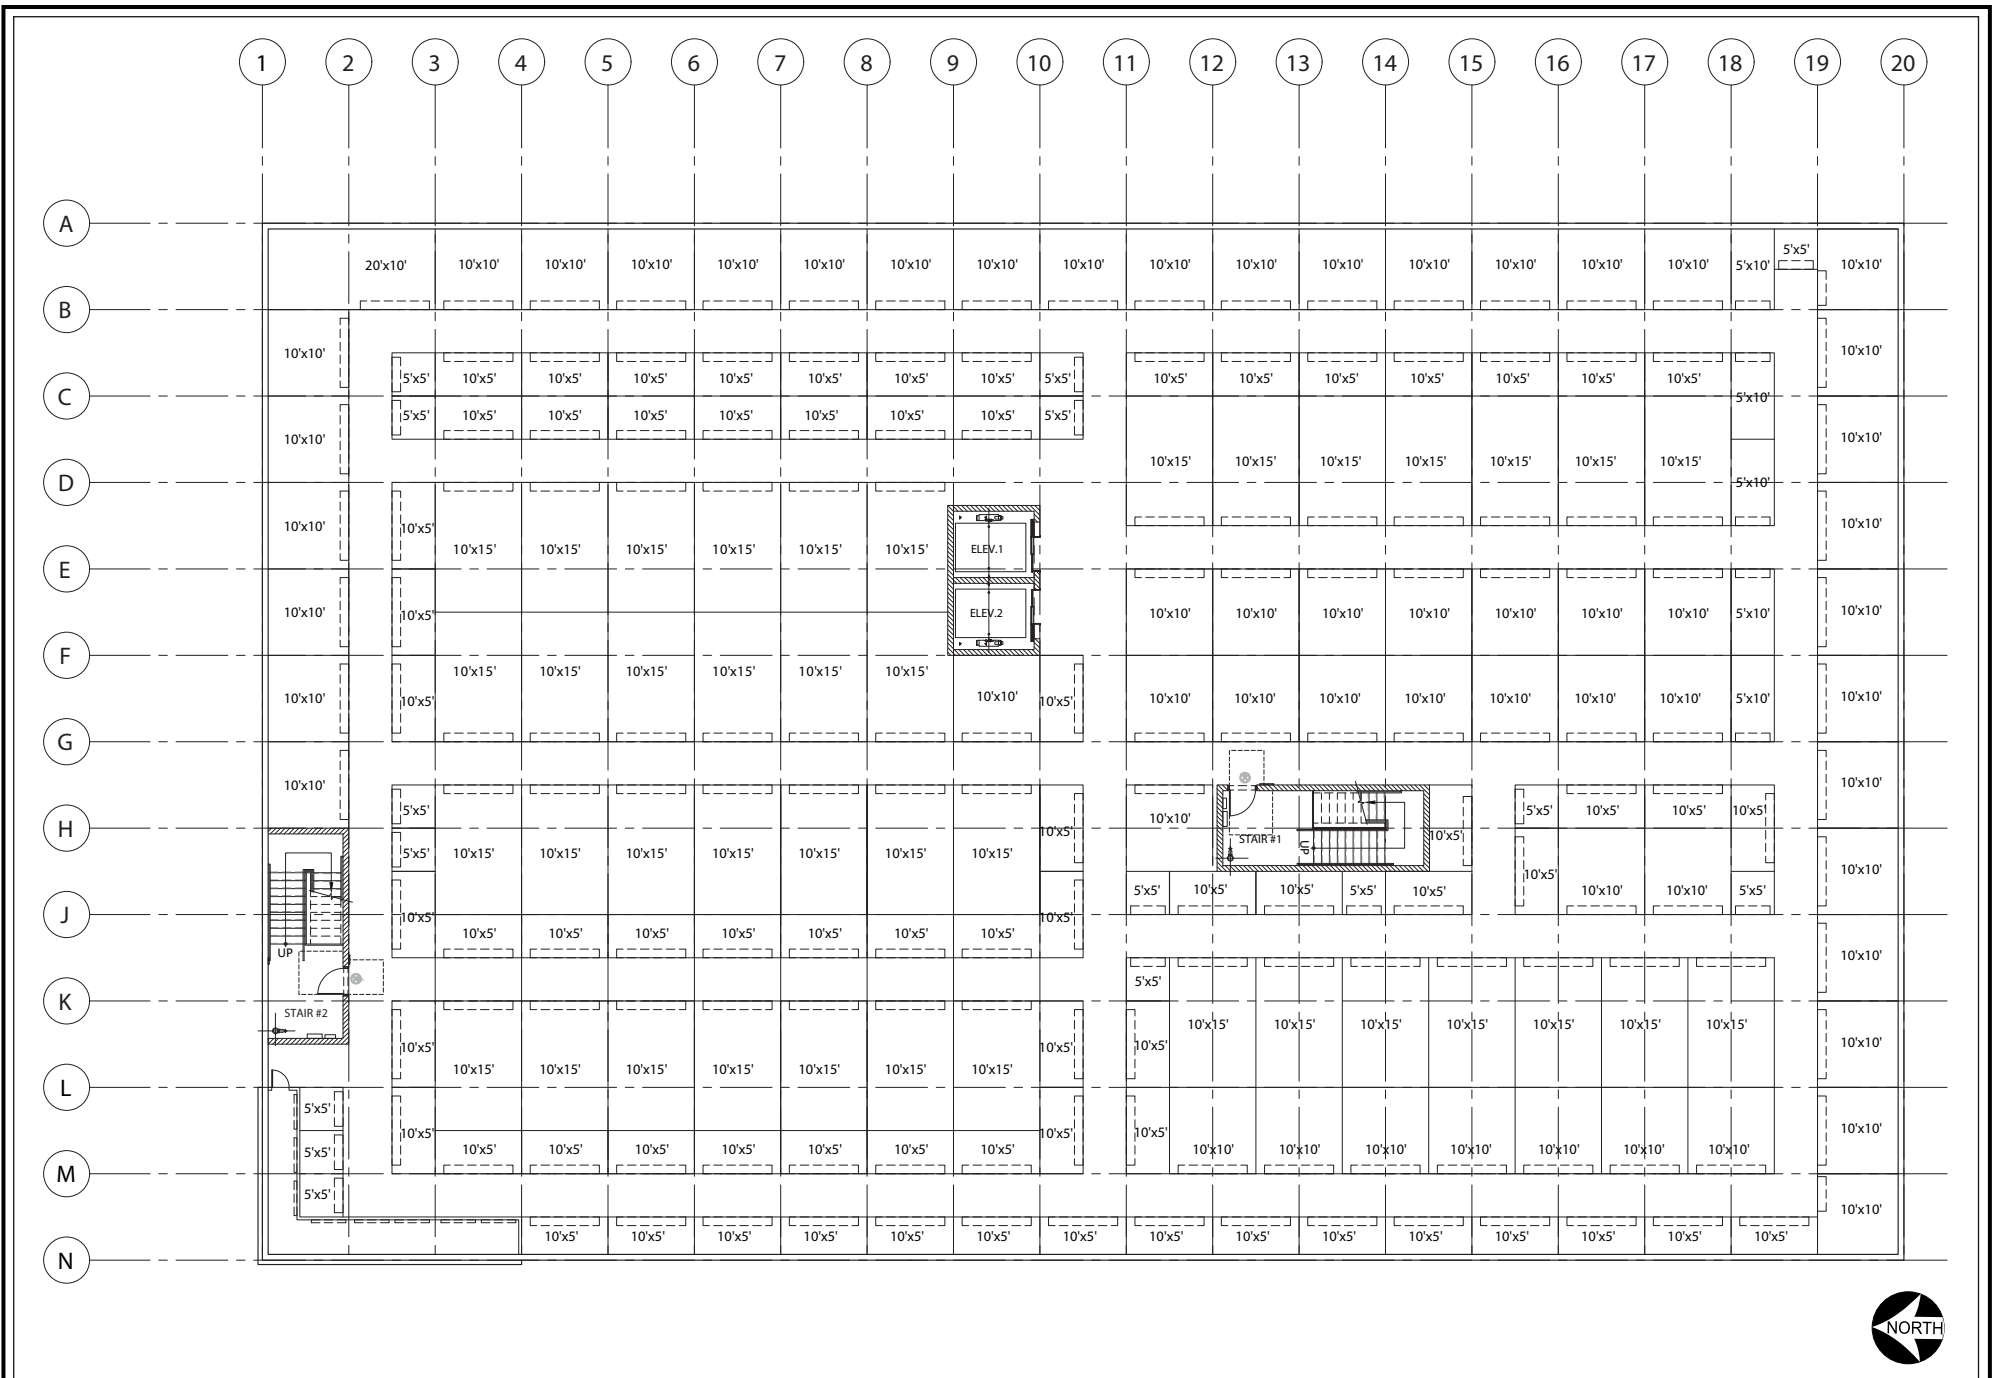 1 2 3 4 5 6 7 8 9 10 11 12 13 14 15 16 17 18 19 20
A
5'x5'
20'x10' 10'x10' 10'x10' 10'x10' 10'x10' 10'x10' 10'x10' 10'x10' 10'x10' 10'x10' 10'x10' 10'x10' 10'x10' 10'x10' 10'x10' 5'x10' 10'x10'
B
10'x10' 10'x10'
5'x5' 10'x5' 10'x5' 10'x5' 10'x5' 10'x5' 10'x5' 10'x5' 5'x5' 10'x5' 10'x5' 10'x5' 10'x5' 10'x5' 10'x5' 10'x5'
C 5'x10'
5'x5' 10'x5' 10'x5' 10'x5' 10'x5' 10'x5' 10'x5' 10'x5' 5'x5'
10'x10' 10'x10'
10'x15' 10'x15' 10'x15' 10'x15' 10'x15' 10'x15' 10'x15'
D 5'x10'
10'x10' 10'x5' 10'x10'
10'x15' 10'x15' 10'x15' 10'x15' 10'x15' 10'x15' ELEV.1
E
10'x10' 10'x5' ELEV.2 10'x10' 10'x10' 10'x10' 10'x10' 10'x10' 10'x10' 10'x10' 5'x10' 10'x10'
F
10'x15' 10'x15' 10'x15' 10'x15' 10'x15' 10'x15'
10'x10' 10'x5' 10'x10' 10'x5' 10'x10' 10'x10' 10'x10' 10'x10' 10'x10' 10'x10' 10'x10' 5'x10' 10'x10'
G
10'x10' 10'x10'
5'x5' 10'x10' 5'x5' 10'x5' 10'x5' 10'x5'
H 10'x5' STAIR #1 UP 10'x5'
5'x5' 10'x15' 10'x15' 10'x15' 10'x15' 10'x15' 10'x15' 10'x15'
10'x5' 10'x10'
5'x5' 10'x5' 10'x5' 5'x5' 10'x5' 10'x10' 10'x10' 5'x5'
J 10'x5' 10'x5'
10'x5' 10'x5' 10'x5' 10'x5' 10'x5' 10'x5' 10'x5'
UP 10'x10'
5'x5'
K
STAIR #2 10'x15' 10'x15' 10'x15' 10'x15' 10'x15' 10'x15' 10'x15'
10'x5' 10'x5' 10'x5' 10'x10'
10'x15' 10'x15' 10'x15' 10'x15' 10'x15' 10'x15' 10'x15'
L
5'x5'
10'x5' 10'x5' 10'x5' 10'x10'
5'x5' 10'x5' 10'x5' 10'x5' 10'x5' 10'x5' 10'x5' 10'x5' 10'x10' 10'x10' 10'x10' 10'x10' 10'x10' 10'x10' 10'x10'
M
5'x5' 10'x10'
10'x5' 10'x5' 10'x5' 10'x5' 10'x5' 10'x5' 10'x5' 10'x5' 10'x5' 10'x5' 10'x5' 10'x5' 10'x5' 10'x5' 10'x5'
N
NORTH